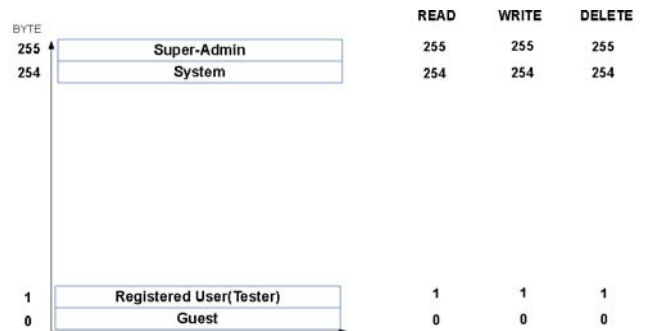 READ WRITE DELETE
BYTE
255 Super-Admin 255 255 255
254 System 254 254 254
1 Registered User(Tester) 1 1 1
0 Guest 0 0 0